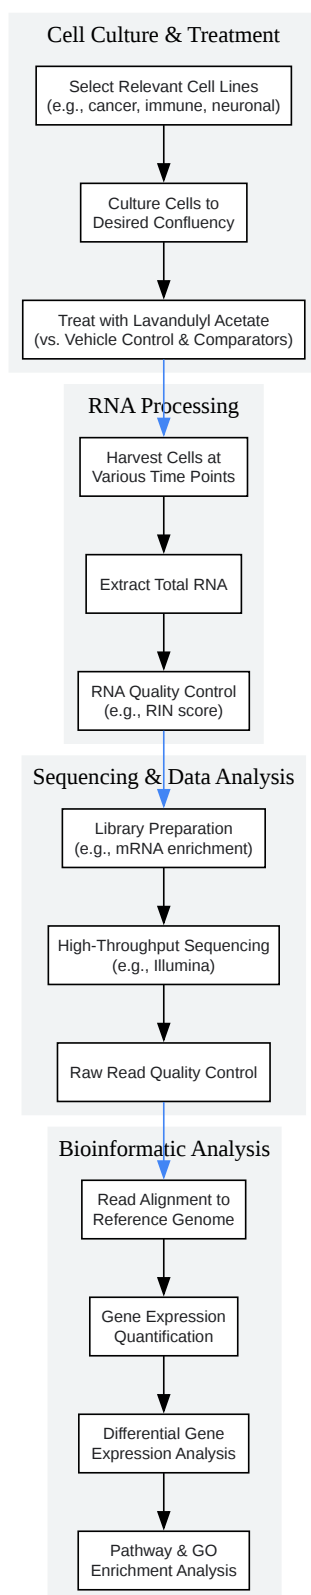 Cell Culture & Treatment
Select Relevant Cell Lines
(e.g., cancer, immune, neuronal)
Culture Cells to
Desired Confluency
Treat with Lavandulyl Acetate
(vs. Vehicle Control & Comparators)
RNA Processing
Harvest Cells at
Various Time Points
Extract Total RNA
RNA Quality Control
(e.g., RIN score)
Sequencing & Data Analysis
Library Preparation
(e.g., mRNA enrichment)
High-Throughput Sequencing
(e.g., Illumina)
Raw Read Quality Control
Bioinformatic Analysis
Read Alignment to
Reference Genome
Gene Expression
Quantification
Differential Gene
Expression Analysis
Pathway & GO
Enrichment Analysis